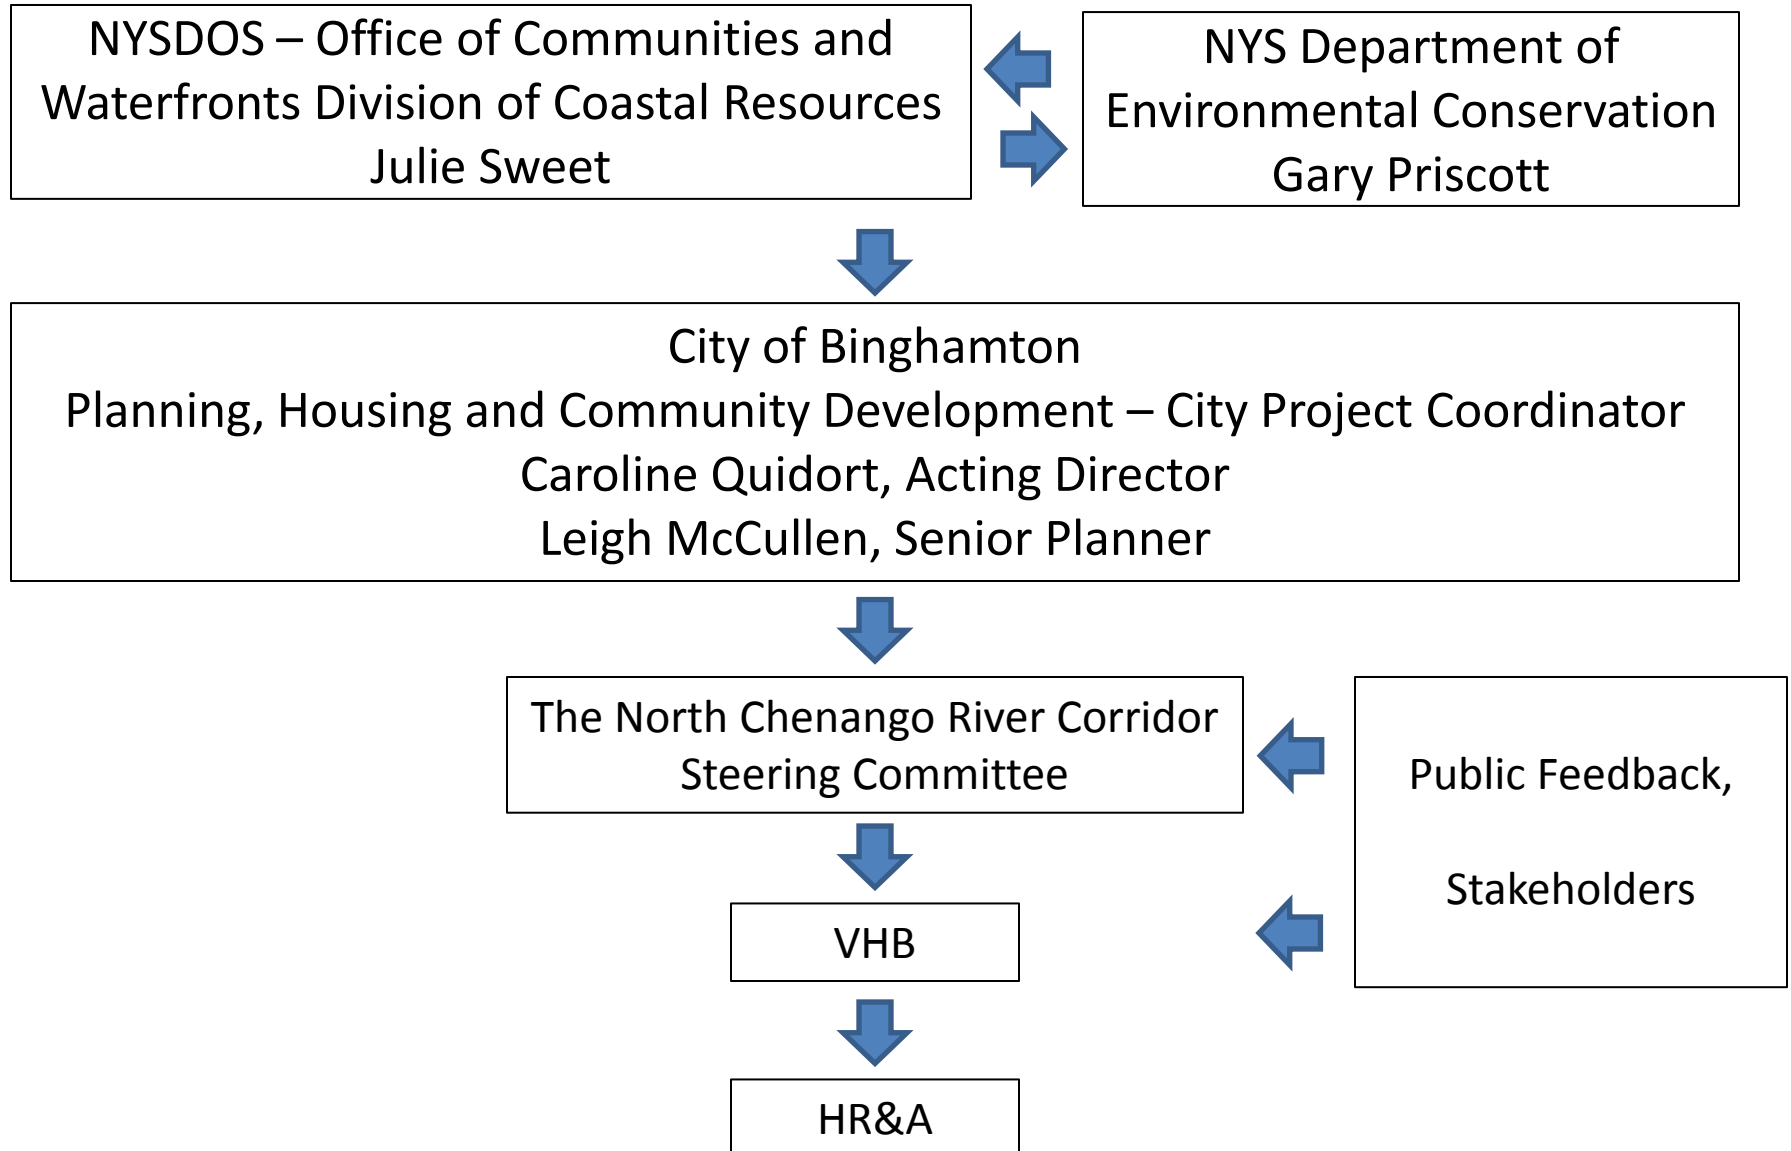 NYSDOS – Office of Communities and
Waterfronts Division of Coastal Resources
Julie Sweet
NYS Department of
Environmental Conservation
Gary Priscott
City of Binghamton
Planning, Housing and Community Development – City Project Coordinator
Caroline Quidort, Acting Director
Leigh McCullen, Senior Planner
The North Chenango River Corridor
Steering Committee
Public Feedback,
Stakeholders
VHB
HR&A